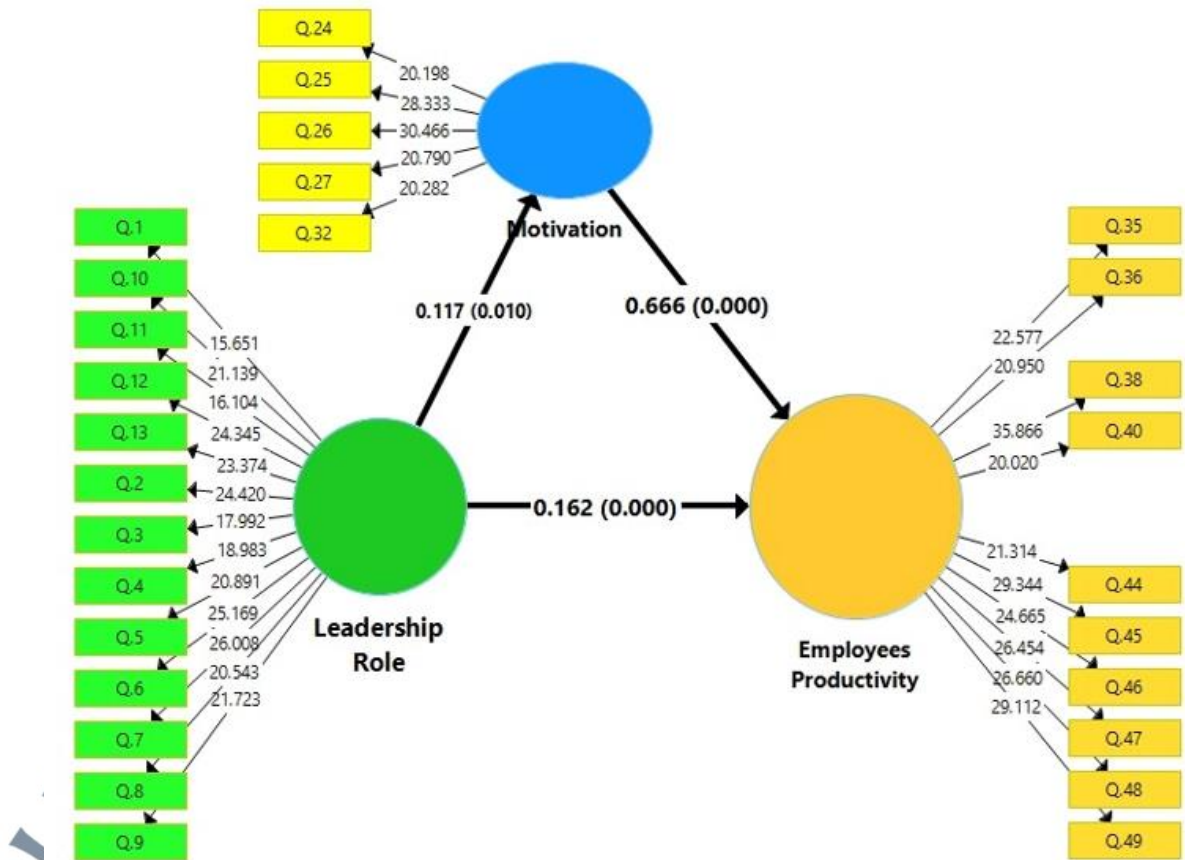 Q.24
Q.25
Q.26
Q.27
Q.32
20.198
28.333
30.466
20.790
20.282
Motivation
Q.1
Q.10
Q.11
Q.12
Q.13
Q.2
Q.3
Q.4
Q.5
Q.6
Q.7
Q.8
Q.9
15.651
21.139
16.104
24.345
23.374
24.420
17.992
18.983
20.891
25.169
26.008
20.543
21.723
Leadership
Role
0.117 (0.010)
0.666 (0.000)
0.162 (0.000)
Employees
Productivity
22.577
20.950
35.866
20.020
21.314
29.344
24.665
26.454
26.660
29.112
Q.35
Q.36
Q.38
Q.40
Q.44
Q.45
Q.46
Q.47
Q.48
Q.49